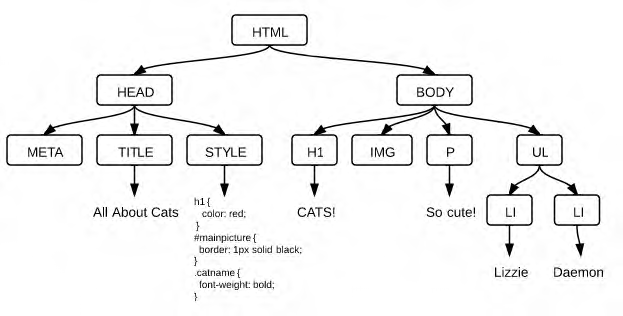 HTML
HEAD
BODY
META
TITLE
STYLE
H1
IMG
P
UL
All About Cats
h1 {
color: red;
}
#mainpicture {
border: 1px solid black;
}
.catname {
font-weight: bold;
}
CATS!
So cute!
LI
LI
Lizzie
Daemon